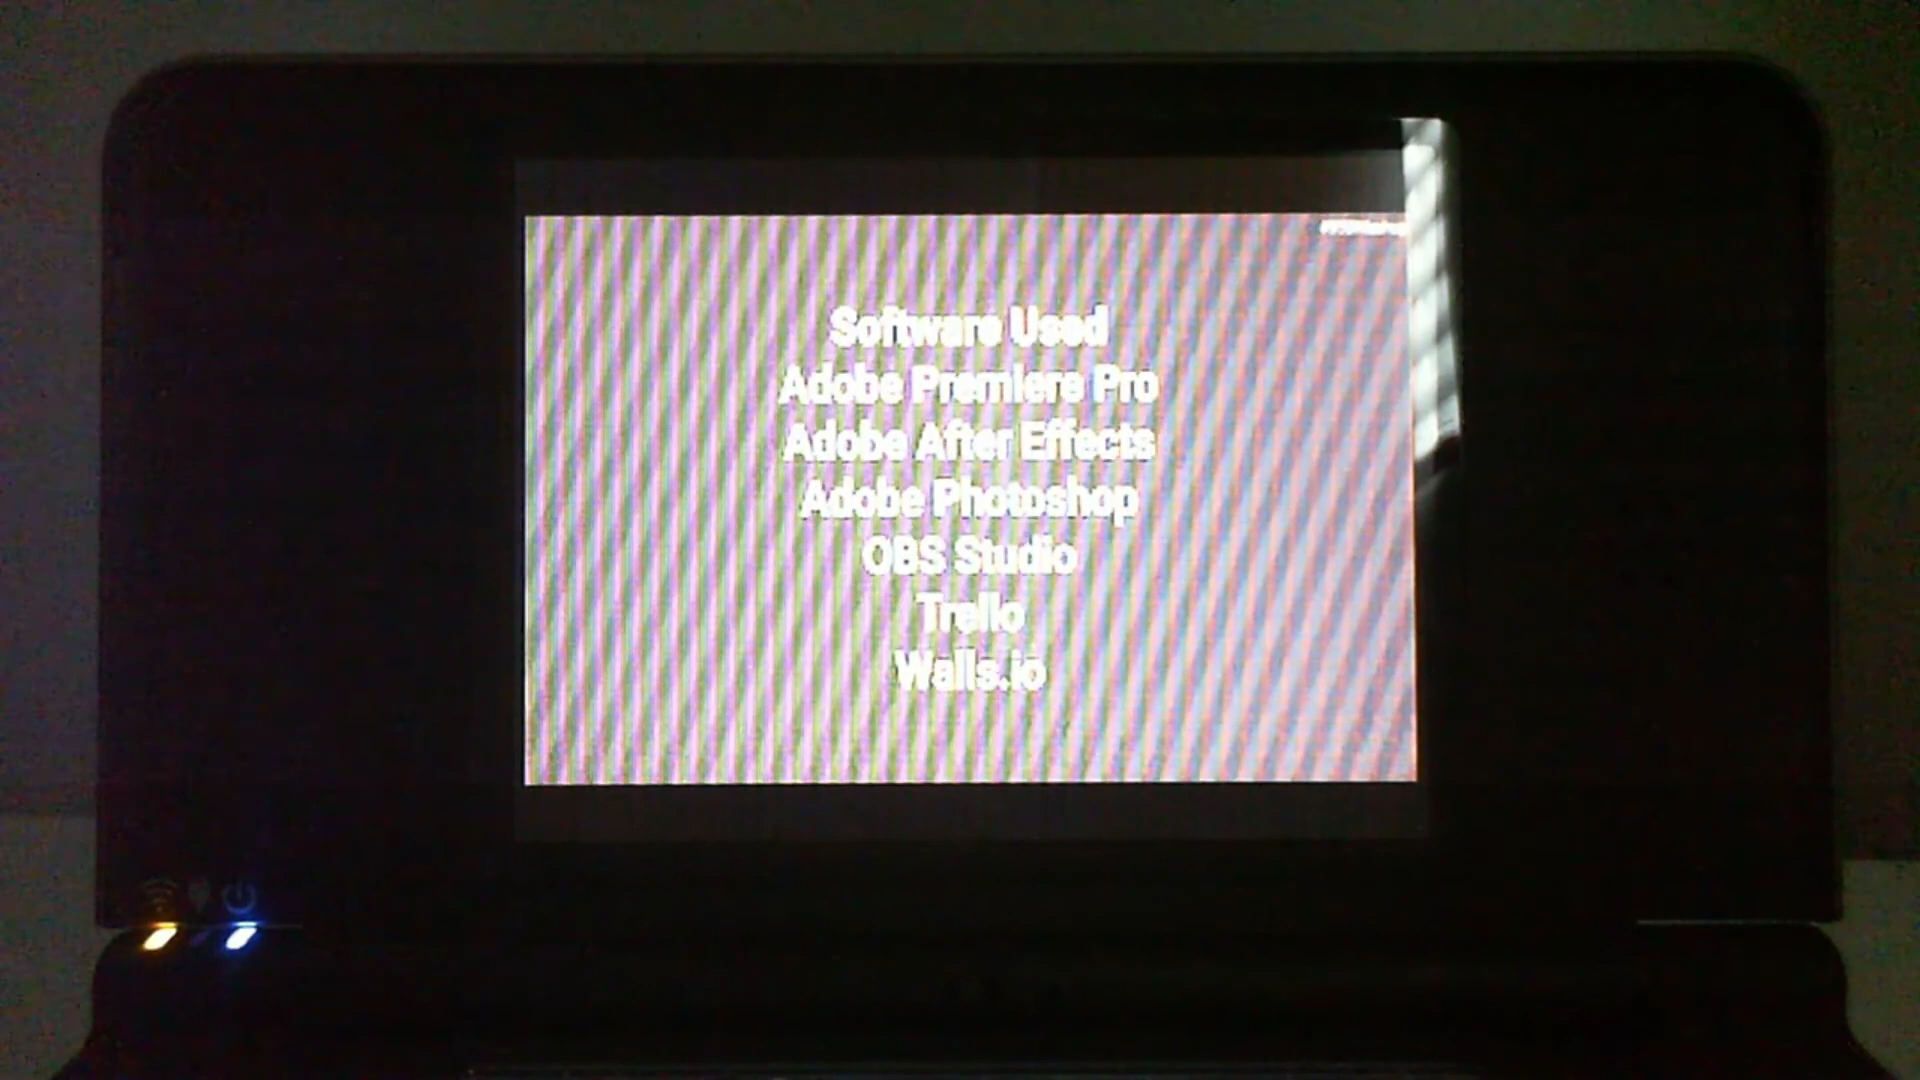 Software Used
Adobe Premiere Pro
Adobe After Effects
Adobe Photoshop
OBS Studio
Trello
Walls.io